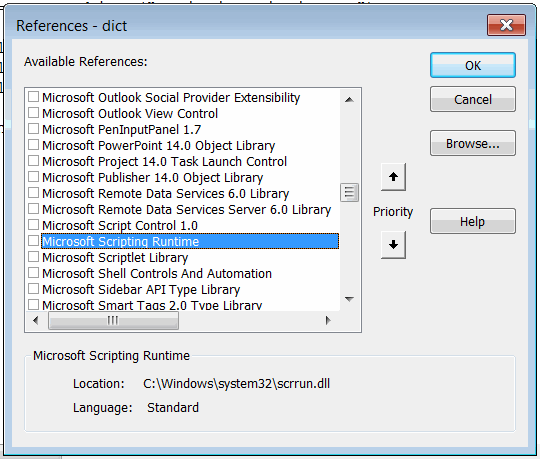 References - dict
Available References:
Microsoft Outlook Social Provider Extensibility
Microsoft Outlook View Control
Microsoft PenInputPanel 1.7
Microsoft PowerPoint 14.0 Object Library
Microsoft Project 14.0 Task Launch Control
Microsoft Publisher 14.0 Object Library
Microsoft Remote Data Services 6.0 Library
Microsoft Remote Data Services Server 6.0 Library
Microsoft Script Control 1.0
Microsoft Scripting Runtime
Microsoft Scriptlet Library
Microsoft Shell Controls And Automation
Microsoft Sidebar API Type Library
Microsoft Smart Tags 2.0 Type Library
OK
Cancel
Browse...
Priority
Help
Microsoft Scripting Runtime
Location: C:\Windows\system32\scrrun.dll
Language: Standard